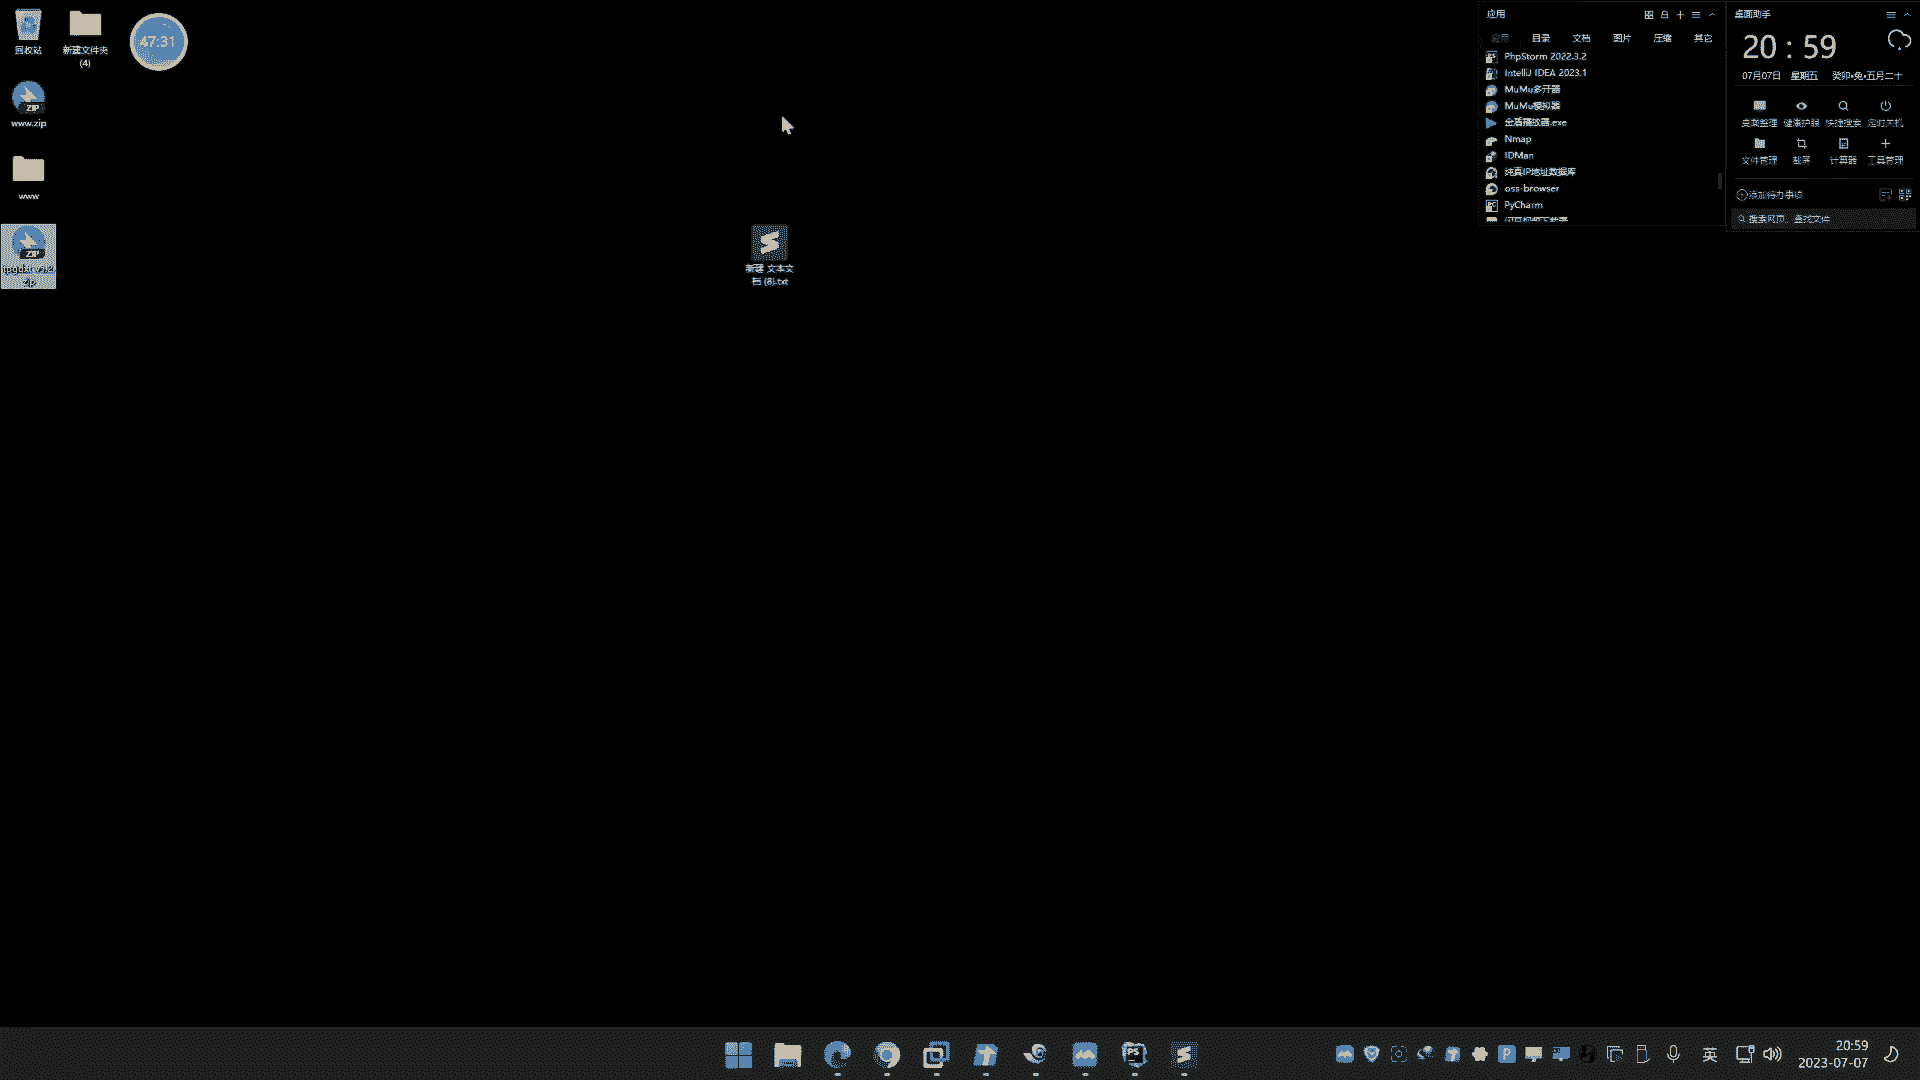 回收站
新建文件夹
(4)
47:31
www.zip
www
zip
新建 文本文
档 (8).txt
应用
应用 目录 文档 图片 压缩 其它
PhpStorm 2022.3.2
IntelliJ IDEA 2023.1
MuMu多开器
MuMu模拟器
金盾播放器.exe
Nmap
IDMan
纯真IP地址数据库
oss-browser
PyCharm
桌面助手
20 : 59
07月07日 星期五 癸卯•兔•五月二十
桌面整理 健康护眼 快捷搜索 定时关机
文件管理 截屏 计算器 工具管理
添加待办事项
搜索网页、查找文件
英
20:59
2023-07-07